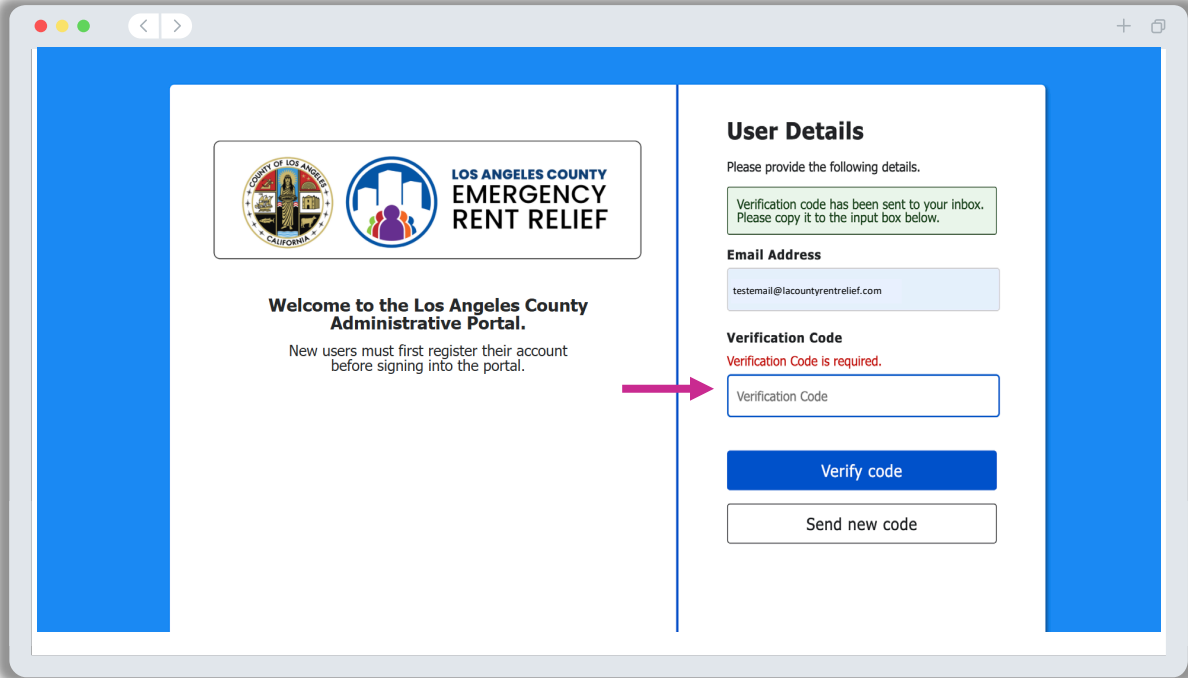 COUNTY OF LOS ANGELES
CALIFORNIA
LOS ANGELES COUNTY
EMERGENCY
RENT RELIEF
Welcome to the Los Angeles County
Administrative Portal.
New users must first register their account
before signing into the portal.
User Details
Please provide the following details.
Verification code has been sent to your inbox.
Please copy it to the input box below.
Email Address
testemail@lacountyrentrelief.com
Verification Code
Verification Code is required.
Verification Code
Verify code
Send new code